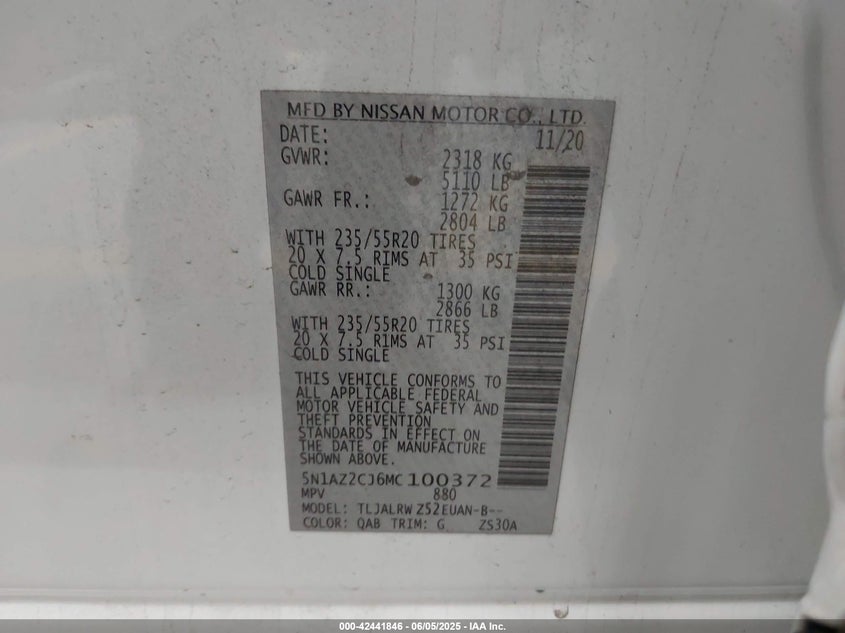 MFD BY NISSAN MOTOR CO., LTD.
DATE: 11/20
GVWR: 2318 KG
5110 LB
GAWR FR.: 1272 KG
2804 LB
WITH 235/55R20 TIRES
20 X 7.5 RIMS AT 35 PSI
COLD SINGLE
GAWR RR.: 1300 KG
2866 LB
WITH 235/55R20 TIRES
20 X 7.5 RIMS AT 35 PSI
COLD SINGLE
THIS VEHICLE CONFORMS TO
ALL APPLICABLE FEDERAL
MOTOR VEHICLE SAFETY AND
THEFT PREVENTION
STANDARDS IN EFFECT ON
THE DATE OF MANUFACTURE
SHOWN ABOVE.
5N1AZ2CJ6MC100372
MPV 880
MODEL: TLJALRW Z52EUAN-B--
COLOR: QAB TRIM: G ZS30A
000-42441846 - 06/05/2025 - IAA Inc.